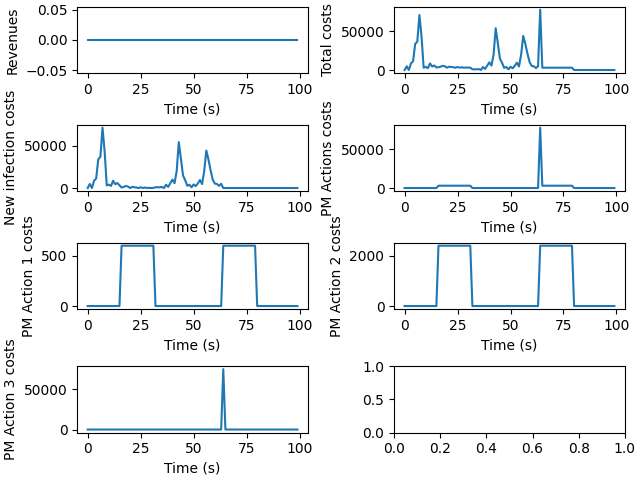 Revenues
0.05
0.00
−0.05
0 25 50 75 100
Time (s)
Total costs
50000
0
0 25 50 75 100
Time (s)
New infection costs
50000
0
0 25 50 75 100
Time (s)
PM Actions costs
50000
0
0 25 50 75 100
Time (s)
PM Action 1 costs
500
0
0 25 50 75 100
Time (s)
PM Action 2 costs
2000
0
0 25 50 75 100
Time (s)
PM Action 3 costs
50000
0
0 25 50 75 100
Time (s)
1.0
0.5
0.0
0.0 0.2 0.4 0.6 0.8 1.0